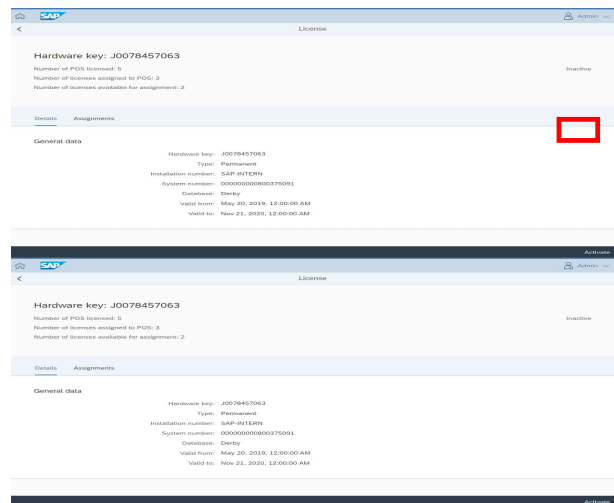 SAP Admin
< License
Hardware key: J0078457063
Number of POS licensed: 5 Inactive
Number of licenses assigned to POS: 3
Number of licenses available for assignment: 2
Details Assignments
General data
Hardware key: J0078457063
Type: Permanent
Installation number: SAP-INTERN
System number: 000000000800375091
Database: Derby
Valid from: May 20, 2019, 12:00:00 AM
Valid to: Nov 21, 2020, 12:00:00 AM
Activate
SAP Admin
< License
Hardware key: J0078457063
Number of POS licensed: 5 Inactive
Number of licenses assigned to POS: 3
Number of licenses available for assignment: 2
Details Assignments
General data
Hardware key: J0078457063
Type: Permanent
Installation number: SAP-INTERN
System number: 000000000800375091
Database: Derby
Valid from: May 20, 2019, 12:00:00 AM
Valid to: Nov 21, 2020, 12:00:00 AM
Activate